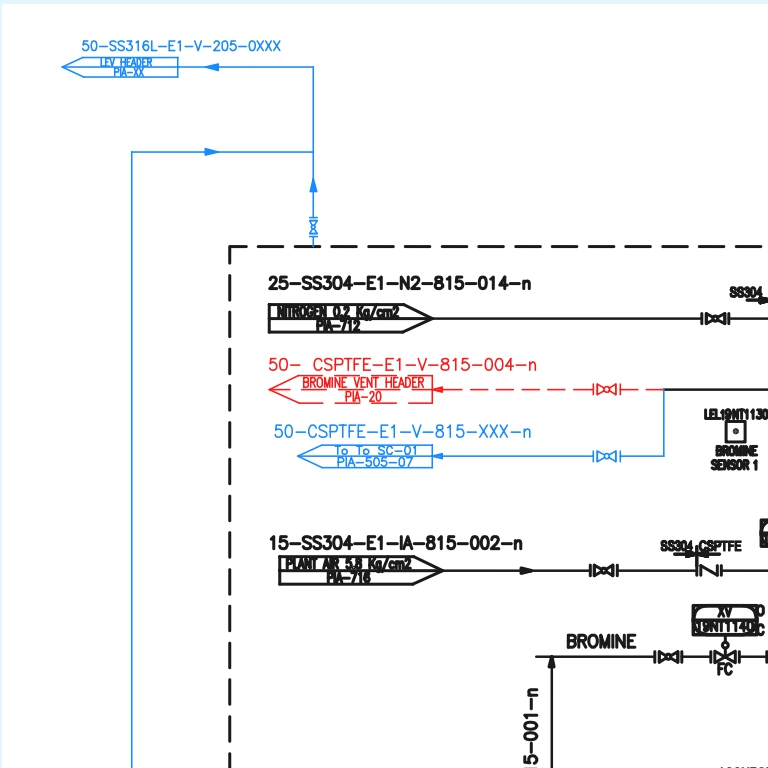 50-SS316L-E1-V-205-0XXX
LEV HEADER
PIA-XX
25-SS304-E1-N2-815-014-n
SS304
NITROGEN 0.2 Kg/cm2
PIA-712
50- CSPTFE-E1-V-815-004-n
BROMINE VENT HEADER
PIA-20
LEL19NT1130
50-CSPTFE-E1-V-815-XXX-n
To To SC-01
PIA-505-07
BROMINE
SENSOR 1
15-SS304-E1-IA-815-002-n
SS304 CSPTFE
PLANT AIR 5.8 Kg/cm2
PIA-716
XV
19NT1140
O
C
BROMINE
FC
5-001-n